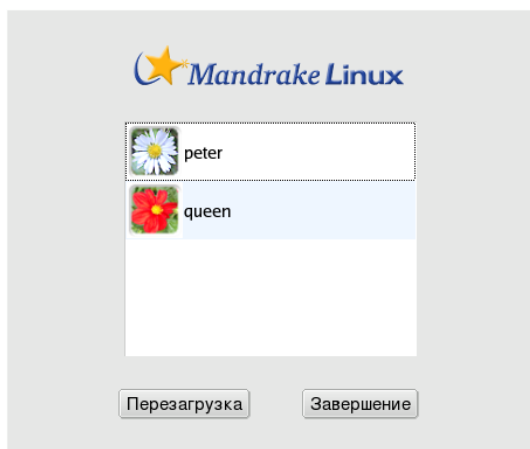 Mandrake Linux
peter
queen
Перезагрузка
Завершение